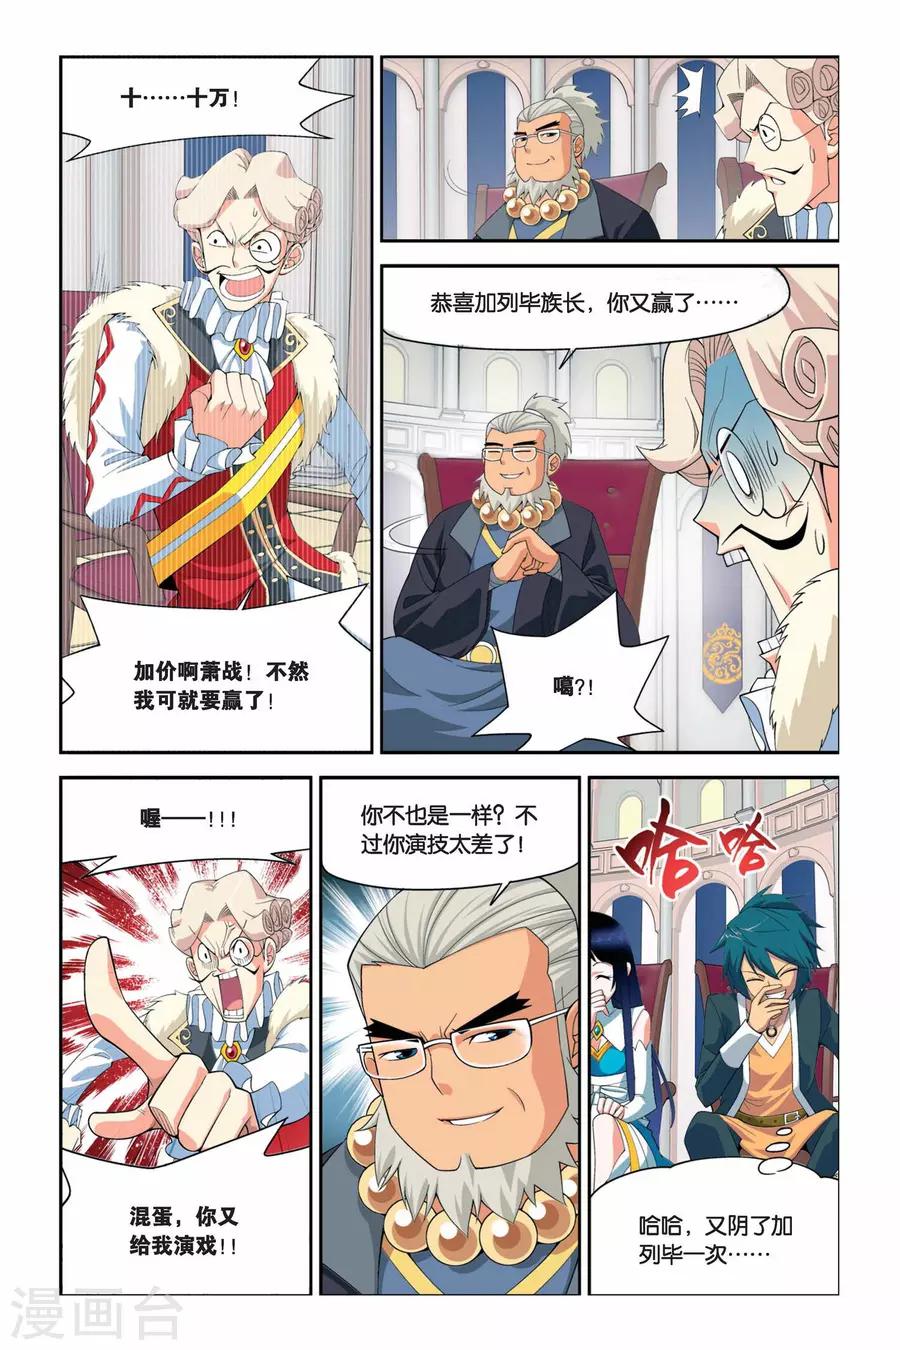 十……十万！
加价啊萧战！不然
我可就要赢了！
恭喜加列毕族长，你又赢了……
噶?!
喔——！！！
混蛋，你又
给我演戏！！
你不也是一样？不
过你演技太差了！
哈哈
哈哈，又阴了加
列毕一次……
漫画台